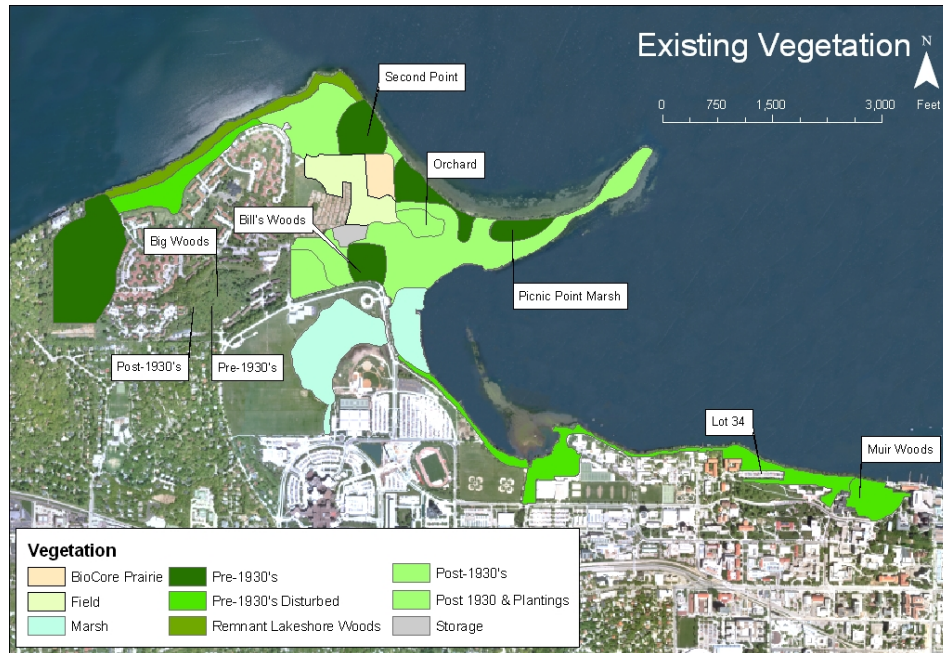 Existing Vegetation
N
0 750 1,500 3,000 Feet
Second Point
Orchard
Bill's Woods
Big Woods
Picnic Point Marsh
Post-1930's
Pre-1930's
Lot 34
Muir Woods
Vegetation
BioCore Prairie
Field
Marsh
Pre-1930's
Pre-1930's Disturbed
Remnant Lakeshore Woods
Post-1930's
Post 1930 & Plantings
Storage